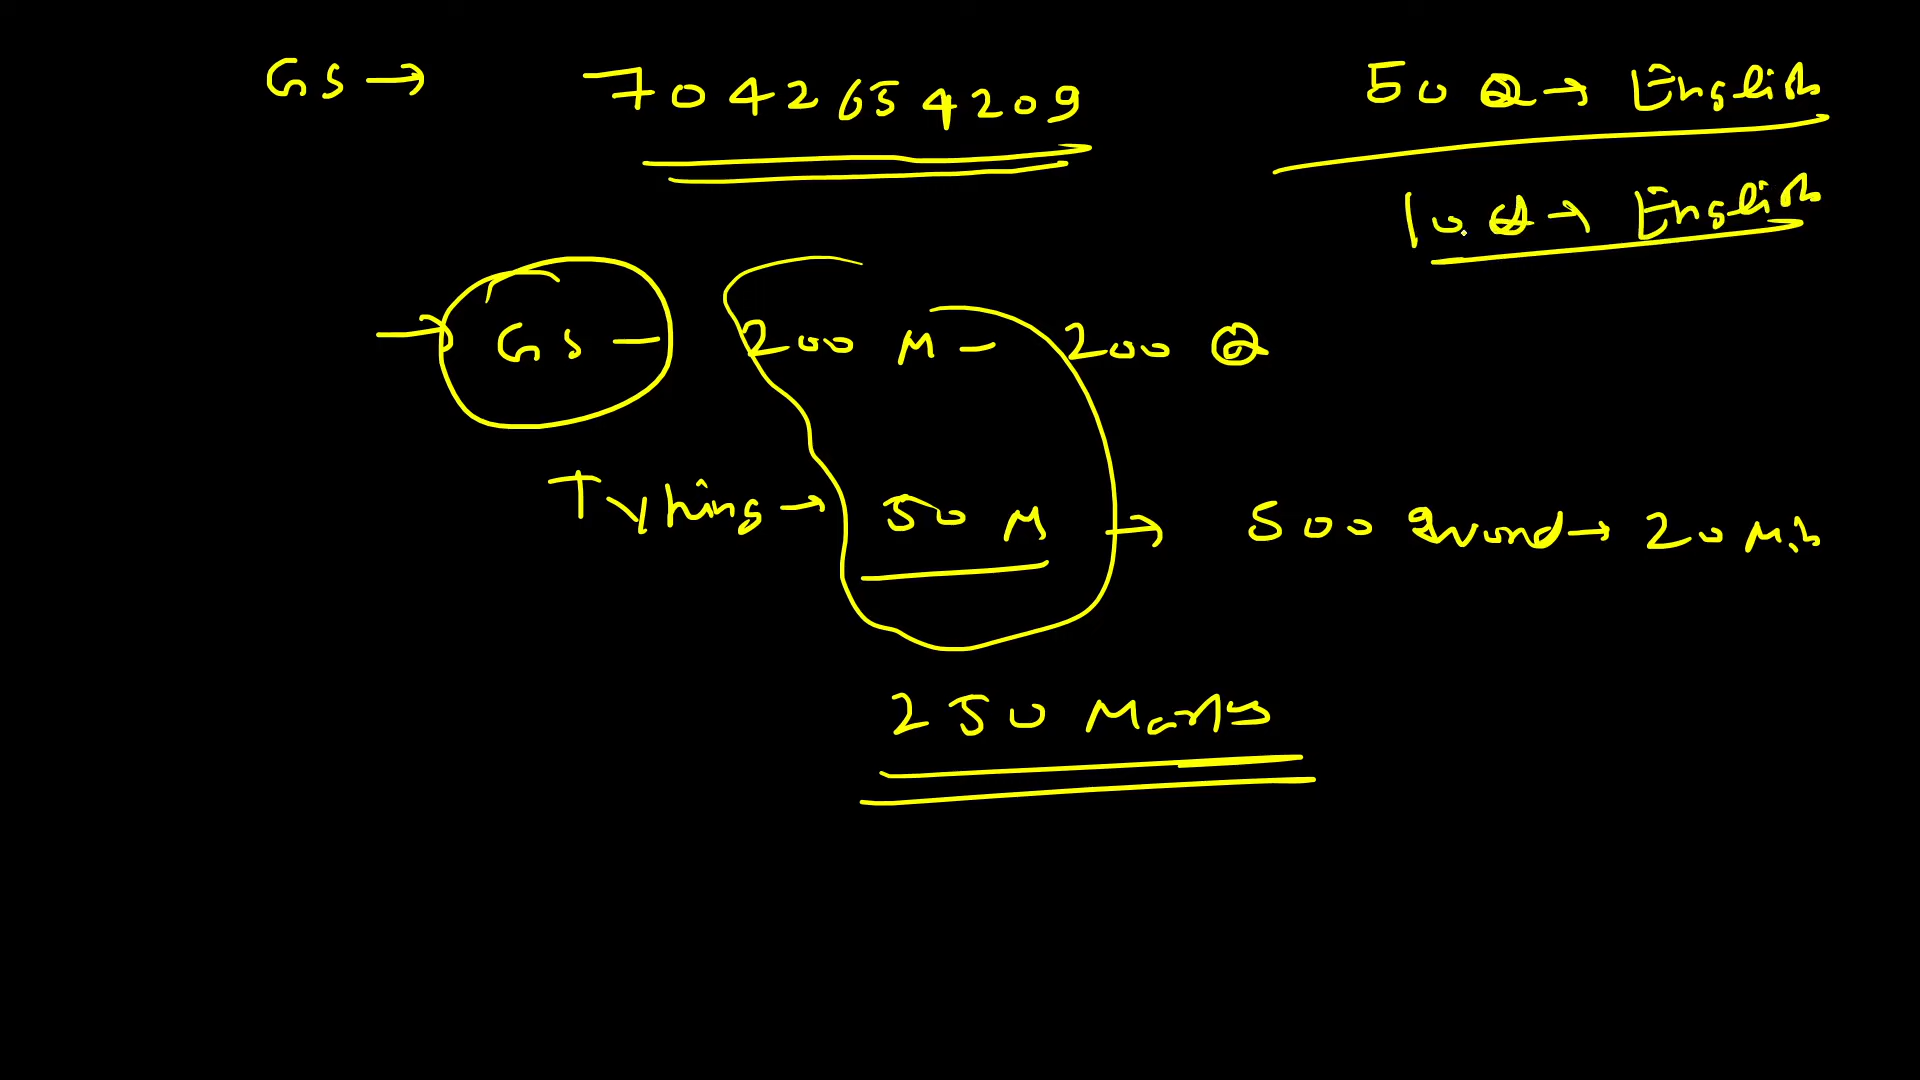 GS → 7042654209
50 Q → English
10 Q → English
→ GS - 200 M - 200 Q
Typing → 50 M → 500 word → 20 Min
250 Marks